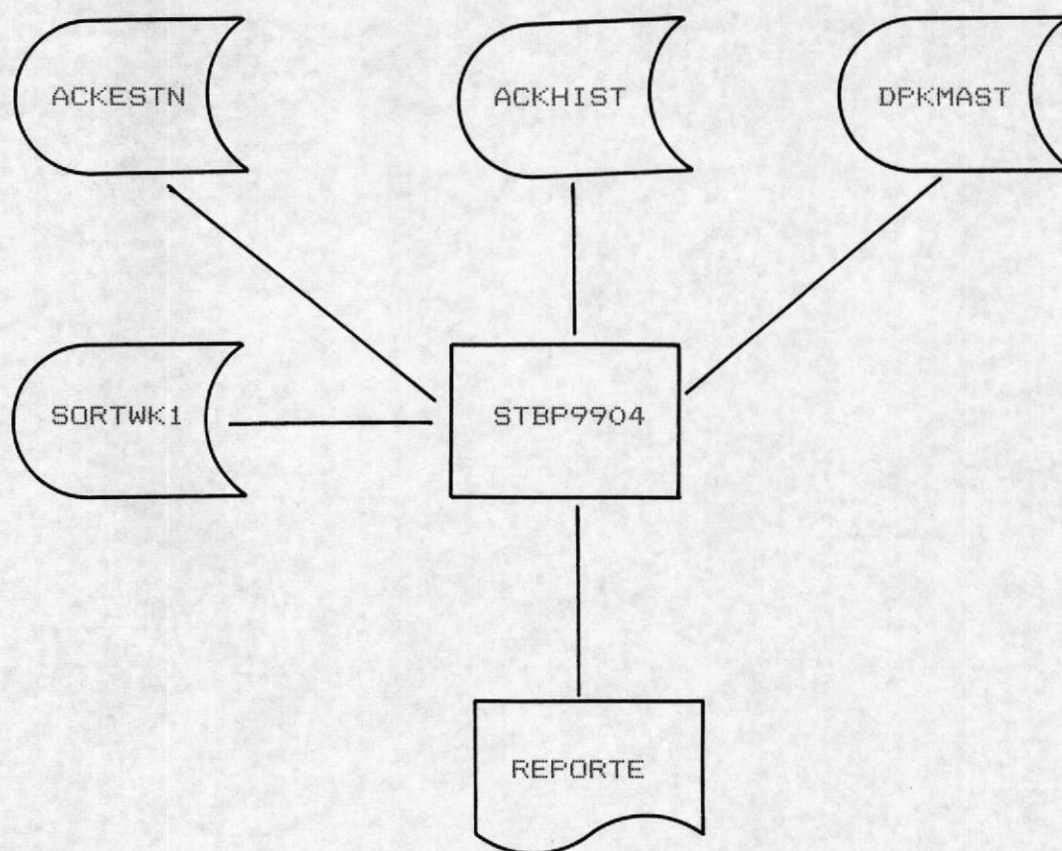 ACKESTN
ACKHIST
DPKMAST
SORTWK1
STBP9904
REPORTE